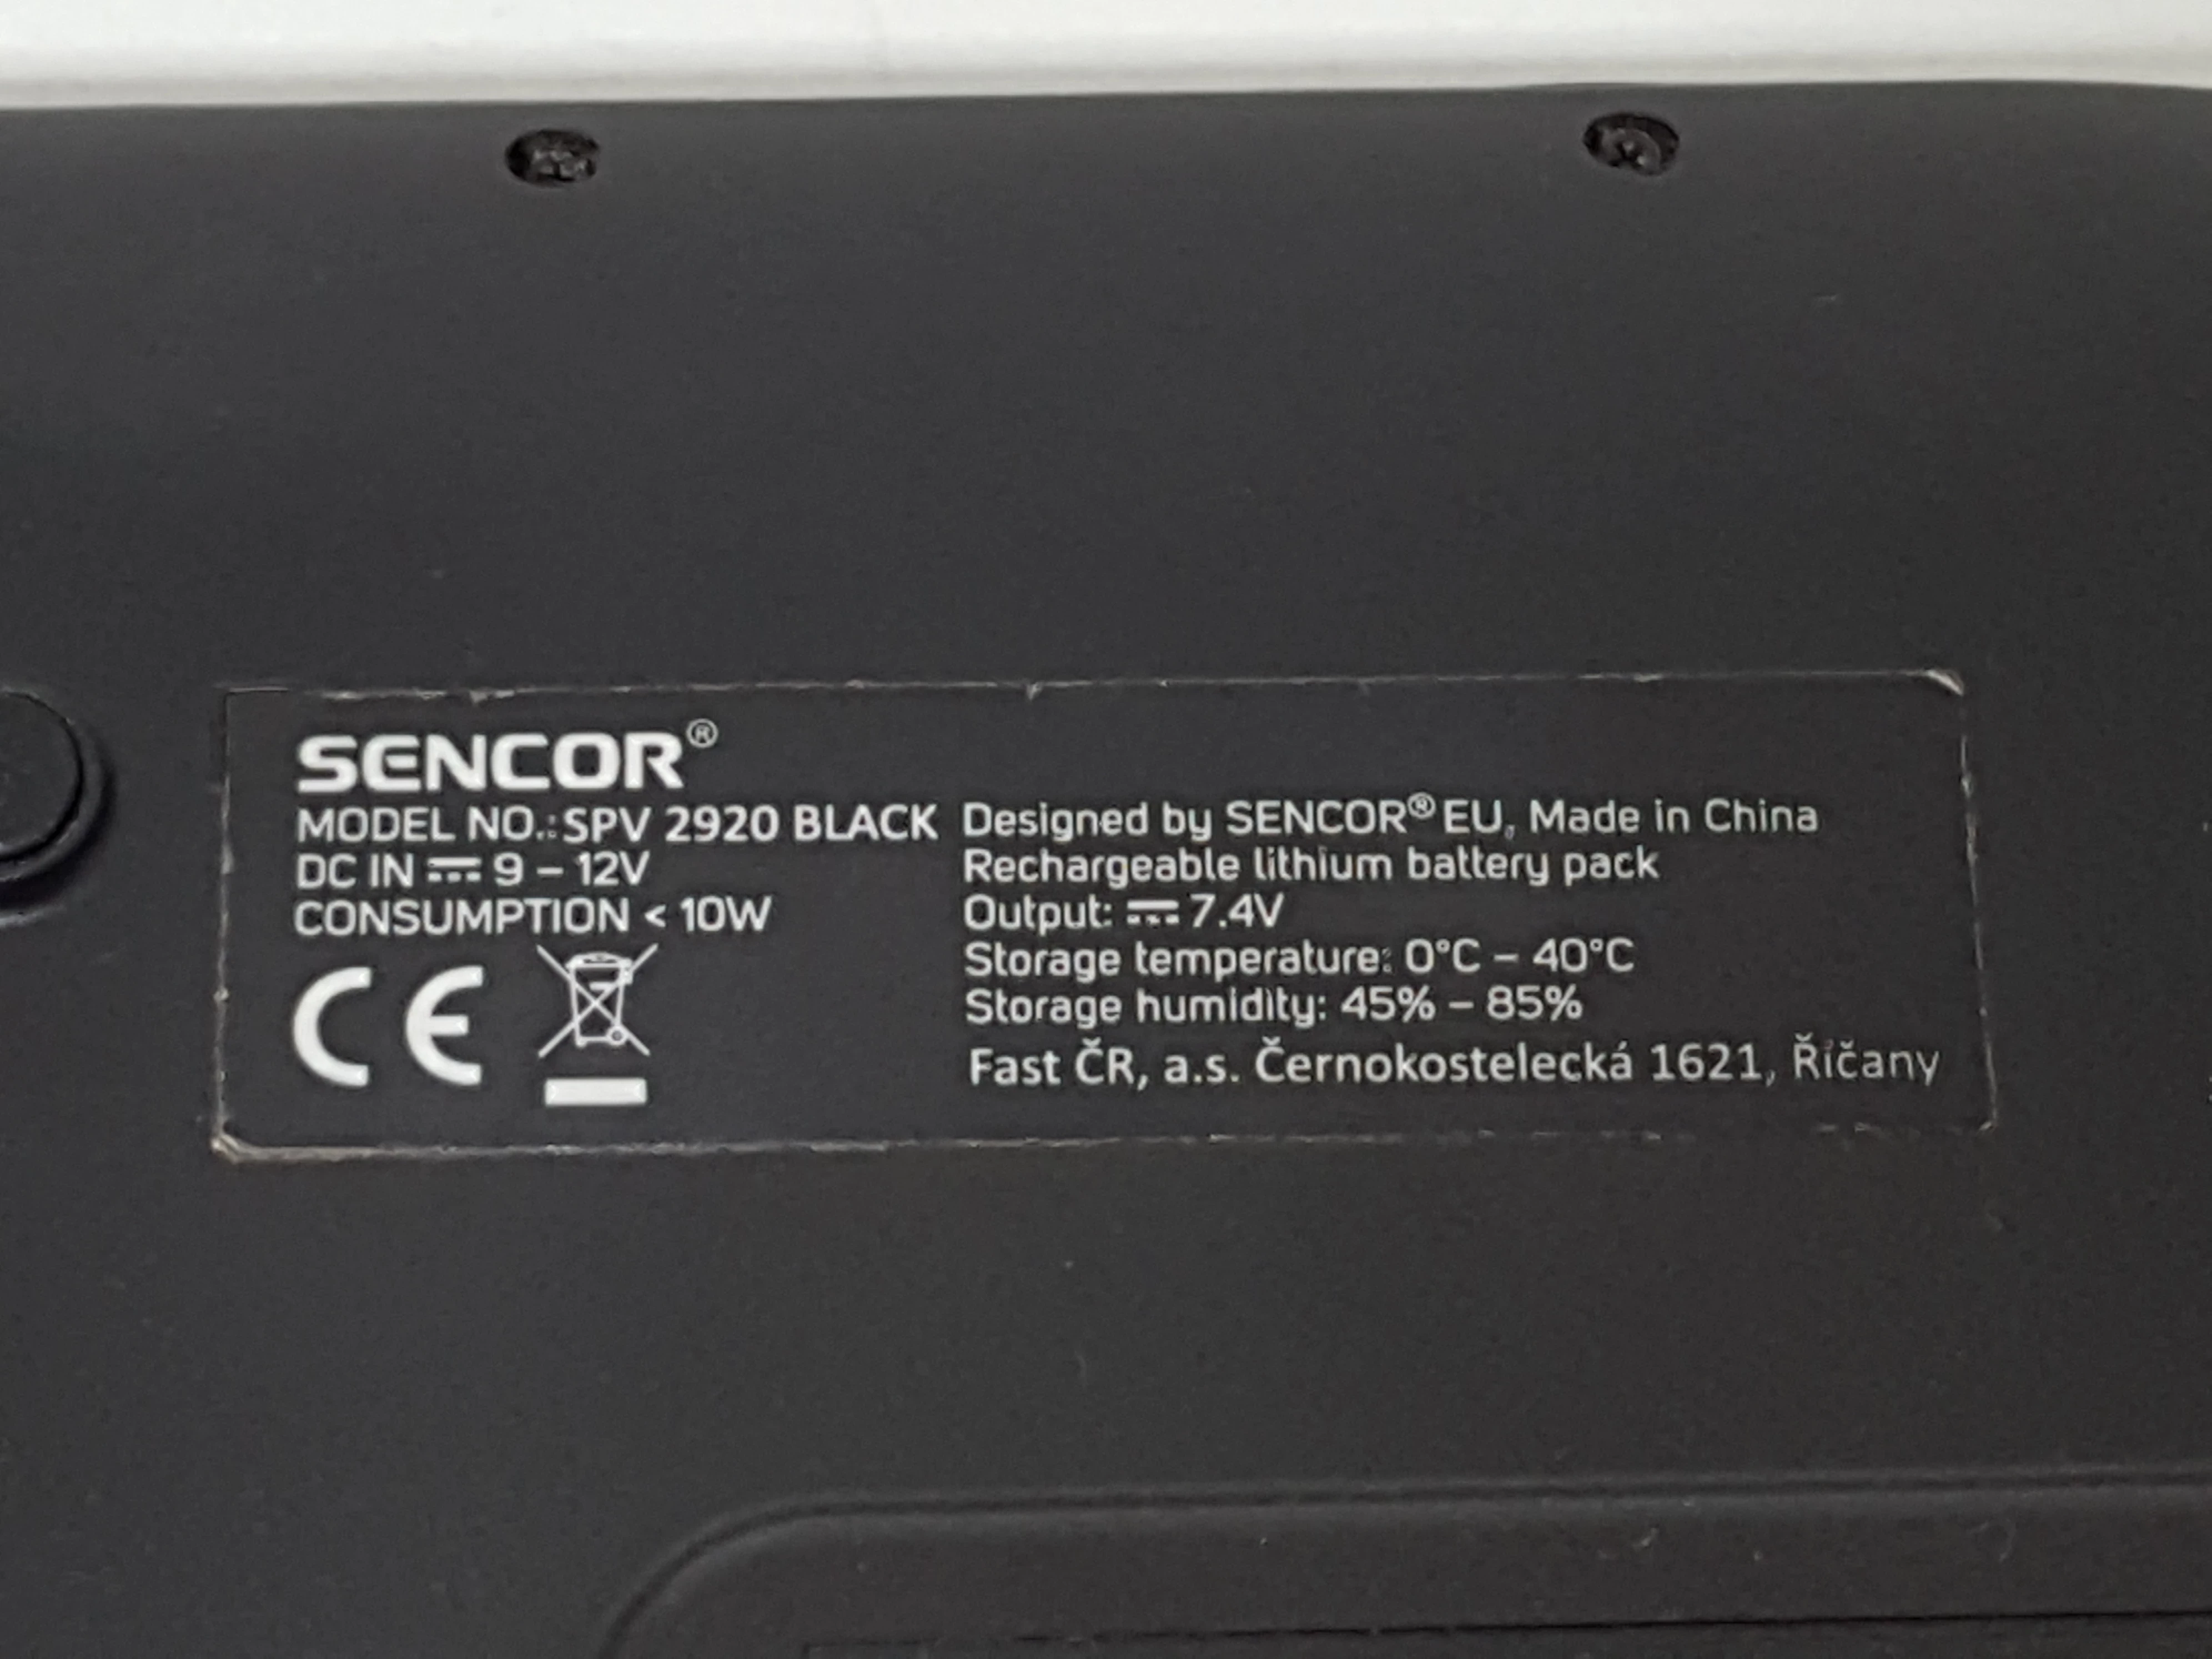 SENCOR®
MODEL NO.: SPV 2920 BLACK
DC IN ⎓ 9 – 12V
CONSUMPTION < 10W
CE
Designed by SENCOR® EU, Made in China
Rechargeable lithium battery pack
Output: ⎓ 7.4V
Storage temperature: 0°C – 40°C
Storage humidity: 45% – 85%
Fast ČR, a.s. Černokostelecká 1621, Říčany